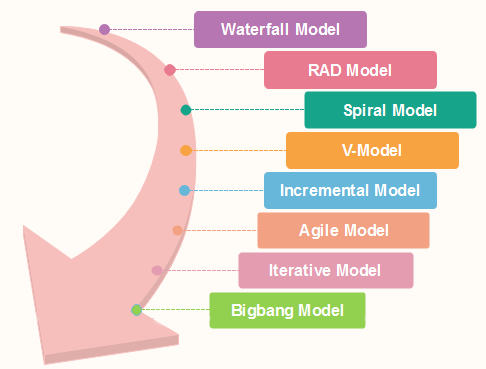 Waterfall Model
RAD Model
Spiral Model
V-Model
Incremental Model
Agile Model
Iterative Model
Bigbang Model